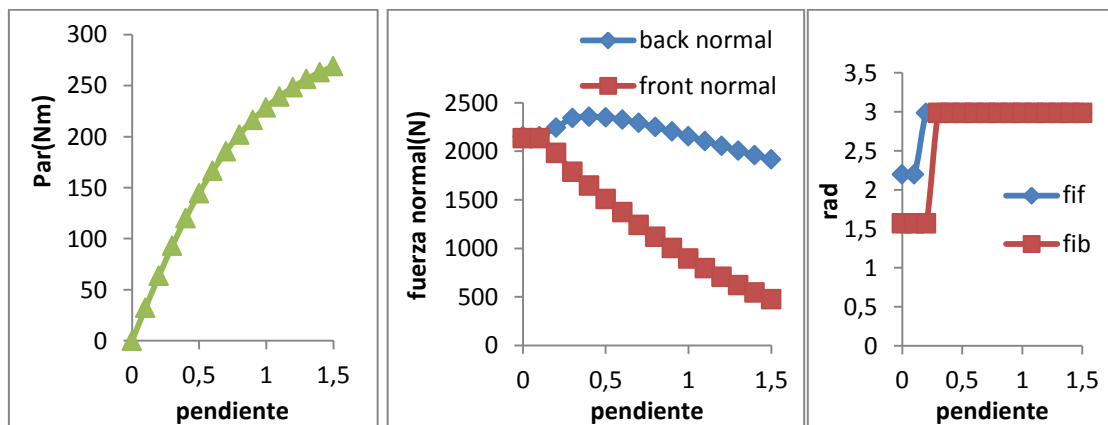 Par(Nm)
300
250
200
150
100
50
0
0 0,5 1 1,5
pendiente
back normal
front normal
fuerza normal(N)
2500
2000
1500
1000
500
0
0 0,5 1 1,5
pendiente
rad
3,5
3
2,5
2
1,5
1
0,5
0
fif
fib
0 0,5 1 1,5
pendiente